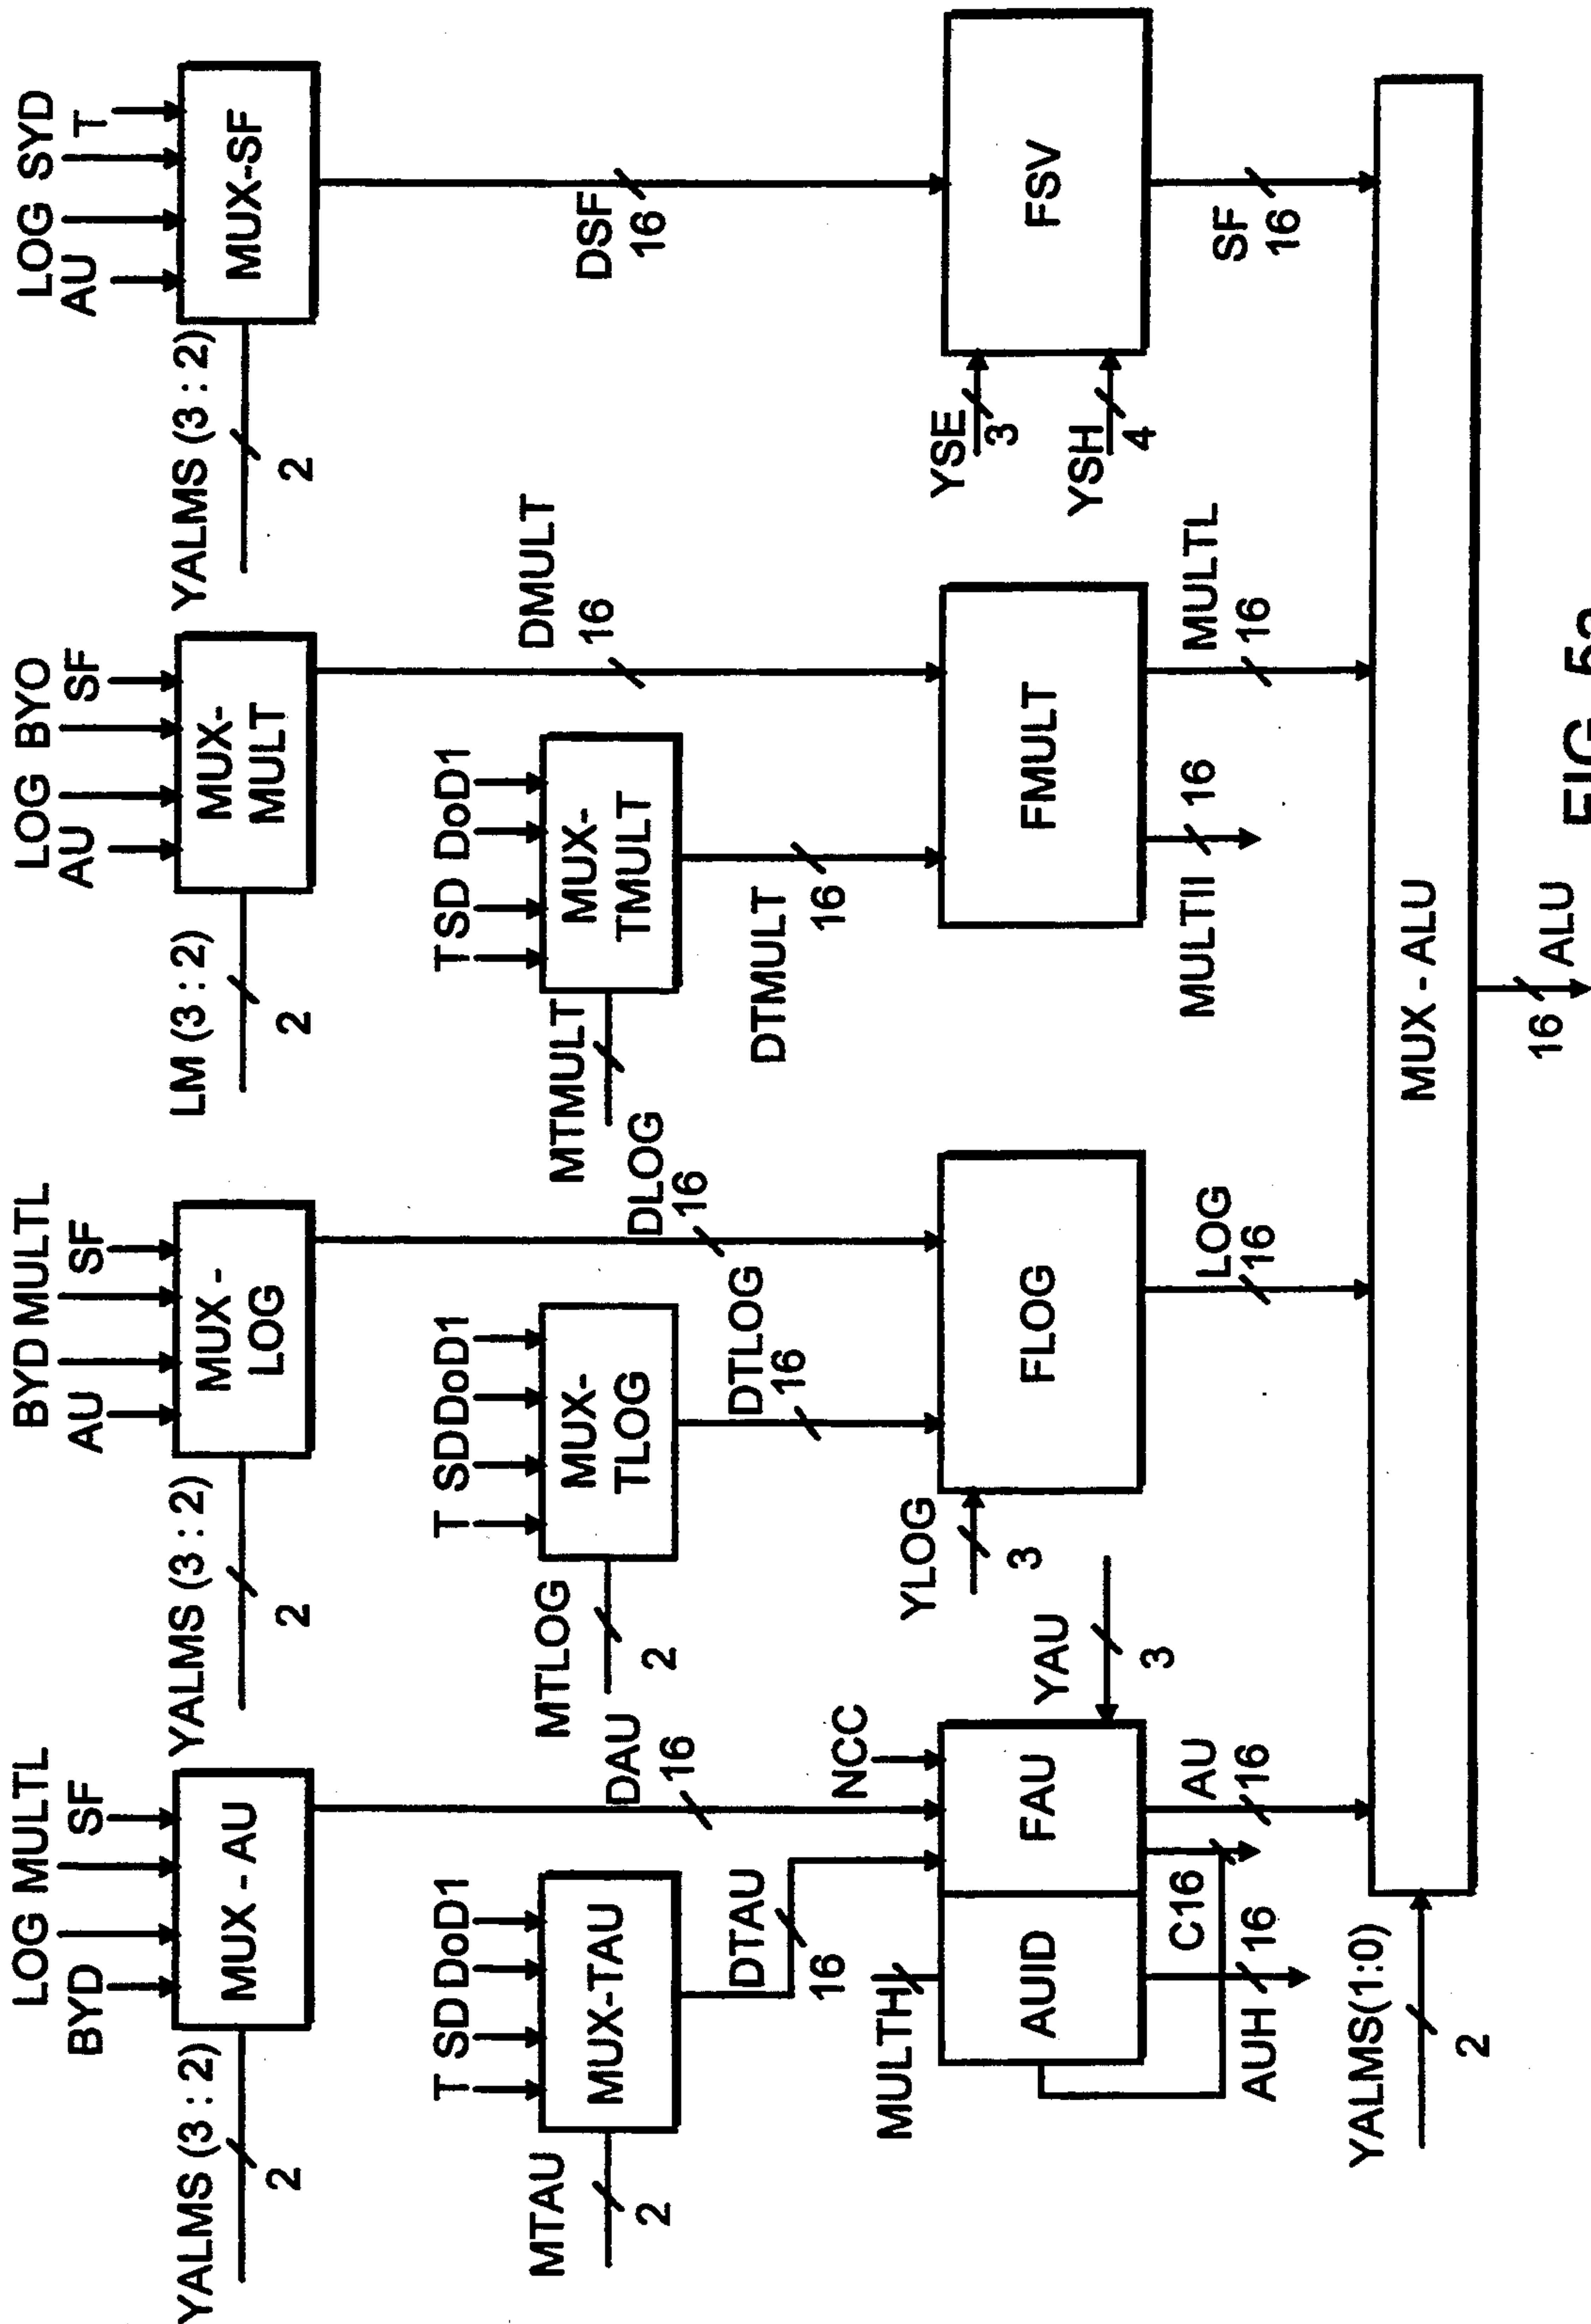 LOG MULTL
BYD SF
MUX - AU
YALMS (3 : 2)
2
BYD MULTL
AU SF
MUX -
LOG
YALMS (3 : 2)
2
LOG BYO
AU SF
MUX-
MULT
LM (3 : 2)
2
LOG SYD
AU T
MUX-SF
YALMS (3 : 2)
2
T SD DoD1
MUX-TAU
MTAU
2
DTAU
16
DAU
16
T SD DoD1
MUX-
TLOG
MTLOG
2
DTLOG
16
DLOG
16
T SD DoD1
MUX-
TMULT
MTMULT
DTMULT
16
DMULT
16
DSF
16
MULTH
NCC
AUID
FAU
YAU
3
C16
AUH
16
AU
16
YLOG
3
FLOG
LOG
16
FMULT
MULTII
16
MULTL
16
YSE
3
YSH
4
FSV
SF
16
YALMS(1:0)
2
MUX - ALU
16
ALU
FIG. 5a